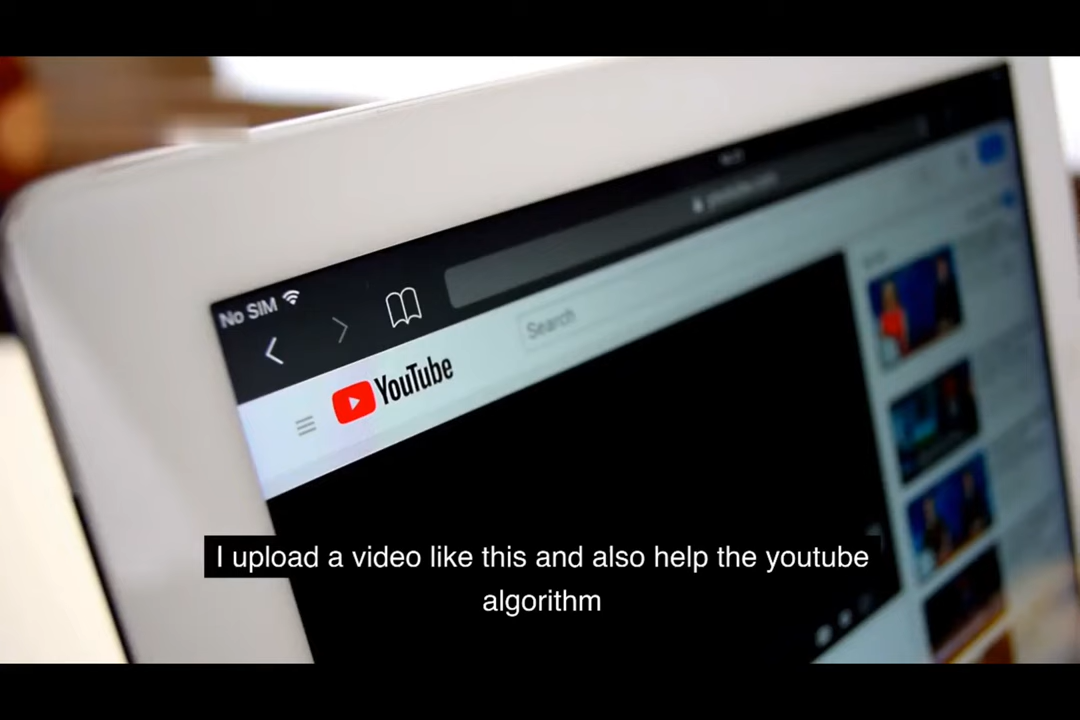 No SIM
Search
YouTube
I upload a video like this and also help the youtube
algorithm